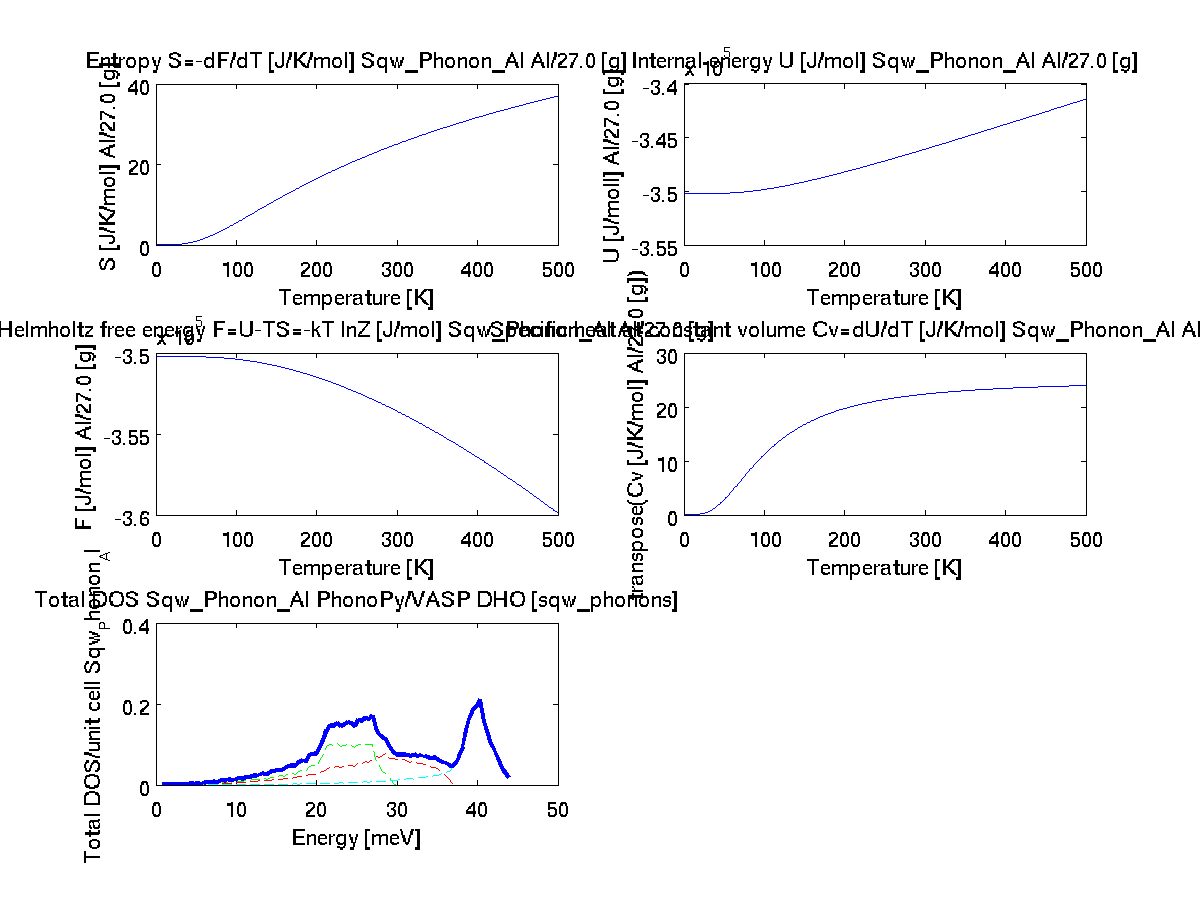 Entropy S=-dF/dT [J/K/mol] Sqw_Phonon_Al Al/27.0 [g]
S [J/K/mol] Al/27.0 [g]
40
20
0
0 100 200 300 400 500
Temperature [K]
Internal energy U [J/mol] Sqw_Phonon_Al Al/27.0 [g]
x 10^5
U [J/mol] Al/27.0 [g]
-3.4
-3.45
-3.5
-3.55
0 100 200 300 400 500
Temperature [K]
Helmholtz free energy F=U-TS=-kT lnZ [J/mol] Sqw_Phonon_Al Al/27.0 [g]
x 10^5
F [J/mol] Al/27.0 [g]
-3.5
-3.55
-3.6
0 100 200 300 400 500
Temperature [K]
Specific heat at constant volume Cv=dU/dT [J/K/mol] Sqw_Phonon_Al Al
transpose(Cv [J/K/mol] Al/27.0 [g])
30
20
10
0
0 100 200 300 400 500
Temperature [K]
Total DOS Sqw_Phonon_Al PhonoPy/VASP DHO [sqw_phonons]
Total DOS/unit cell Sqw_Phonon_Al
0.4
0.2
0
0 10 20 30 40 50
Energy [meV]